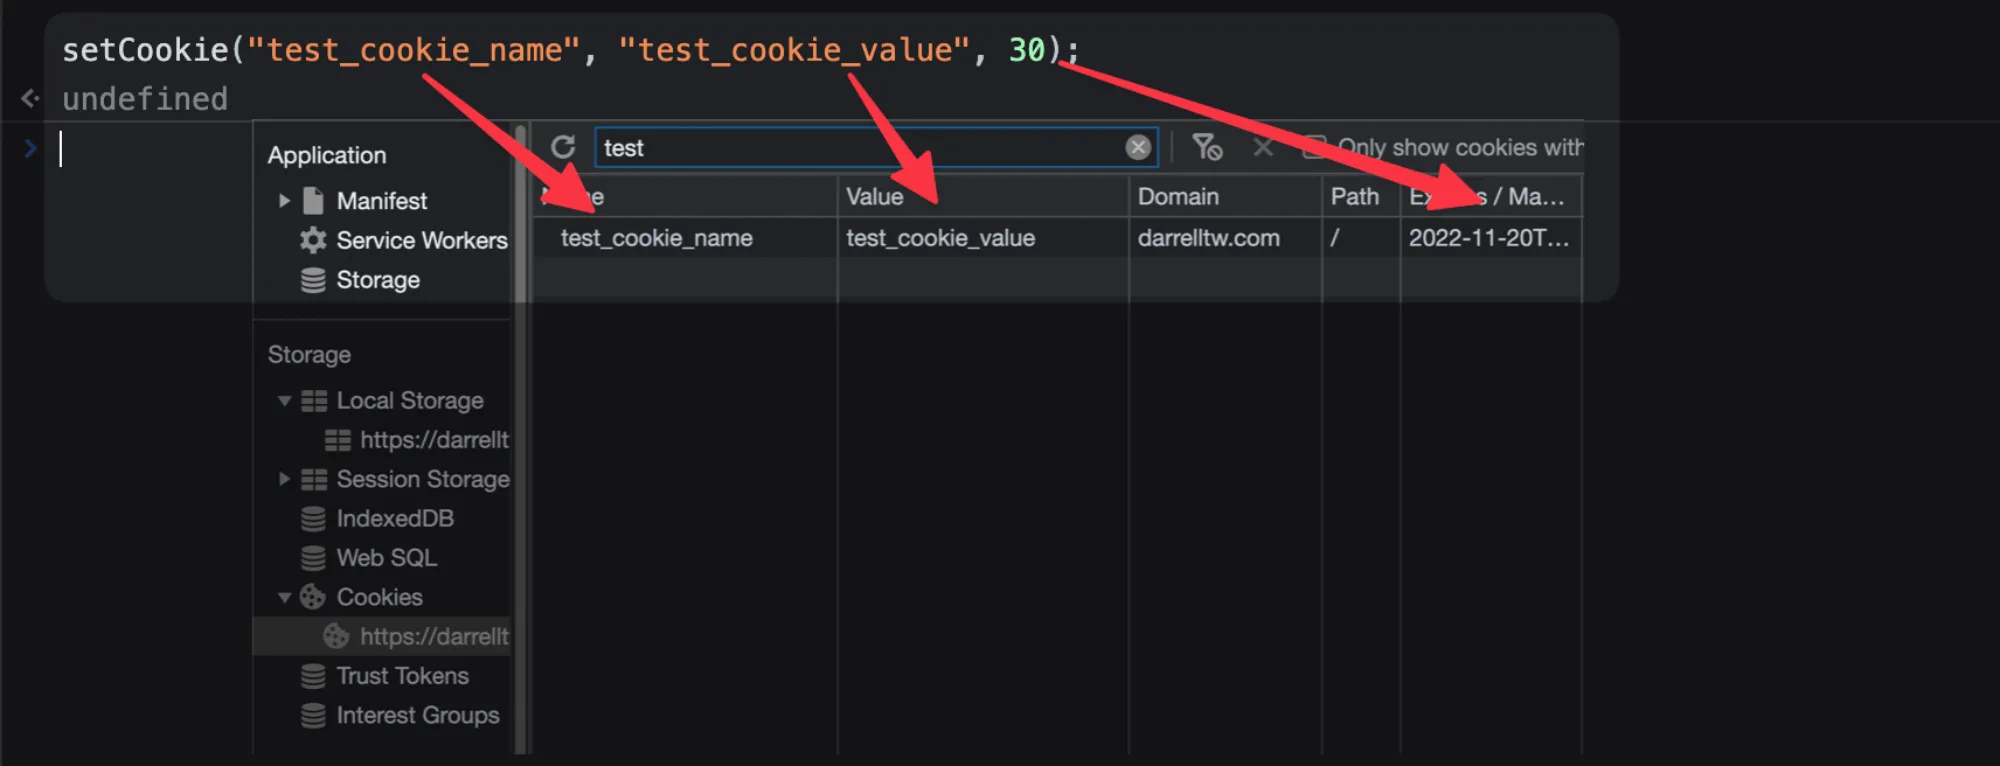 setCookie("test_cookie_name", "test_cookie_value", 30);
undefined
Application
Manifest
Service Workers
Storage
Storage
Local Storage
https://darrellt
Session Storage
IndexedDB
Web SQL
Cookies
https://darrellt
Trust Tokens
Interest Groups
test
Only show cookies with
Value Domain Path / Ma...
test_cookie_name test_cookie_value darrelltw.com / 2022-11-20T...